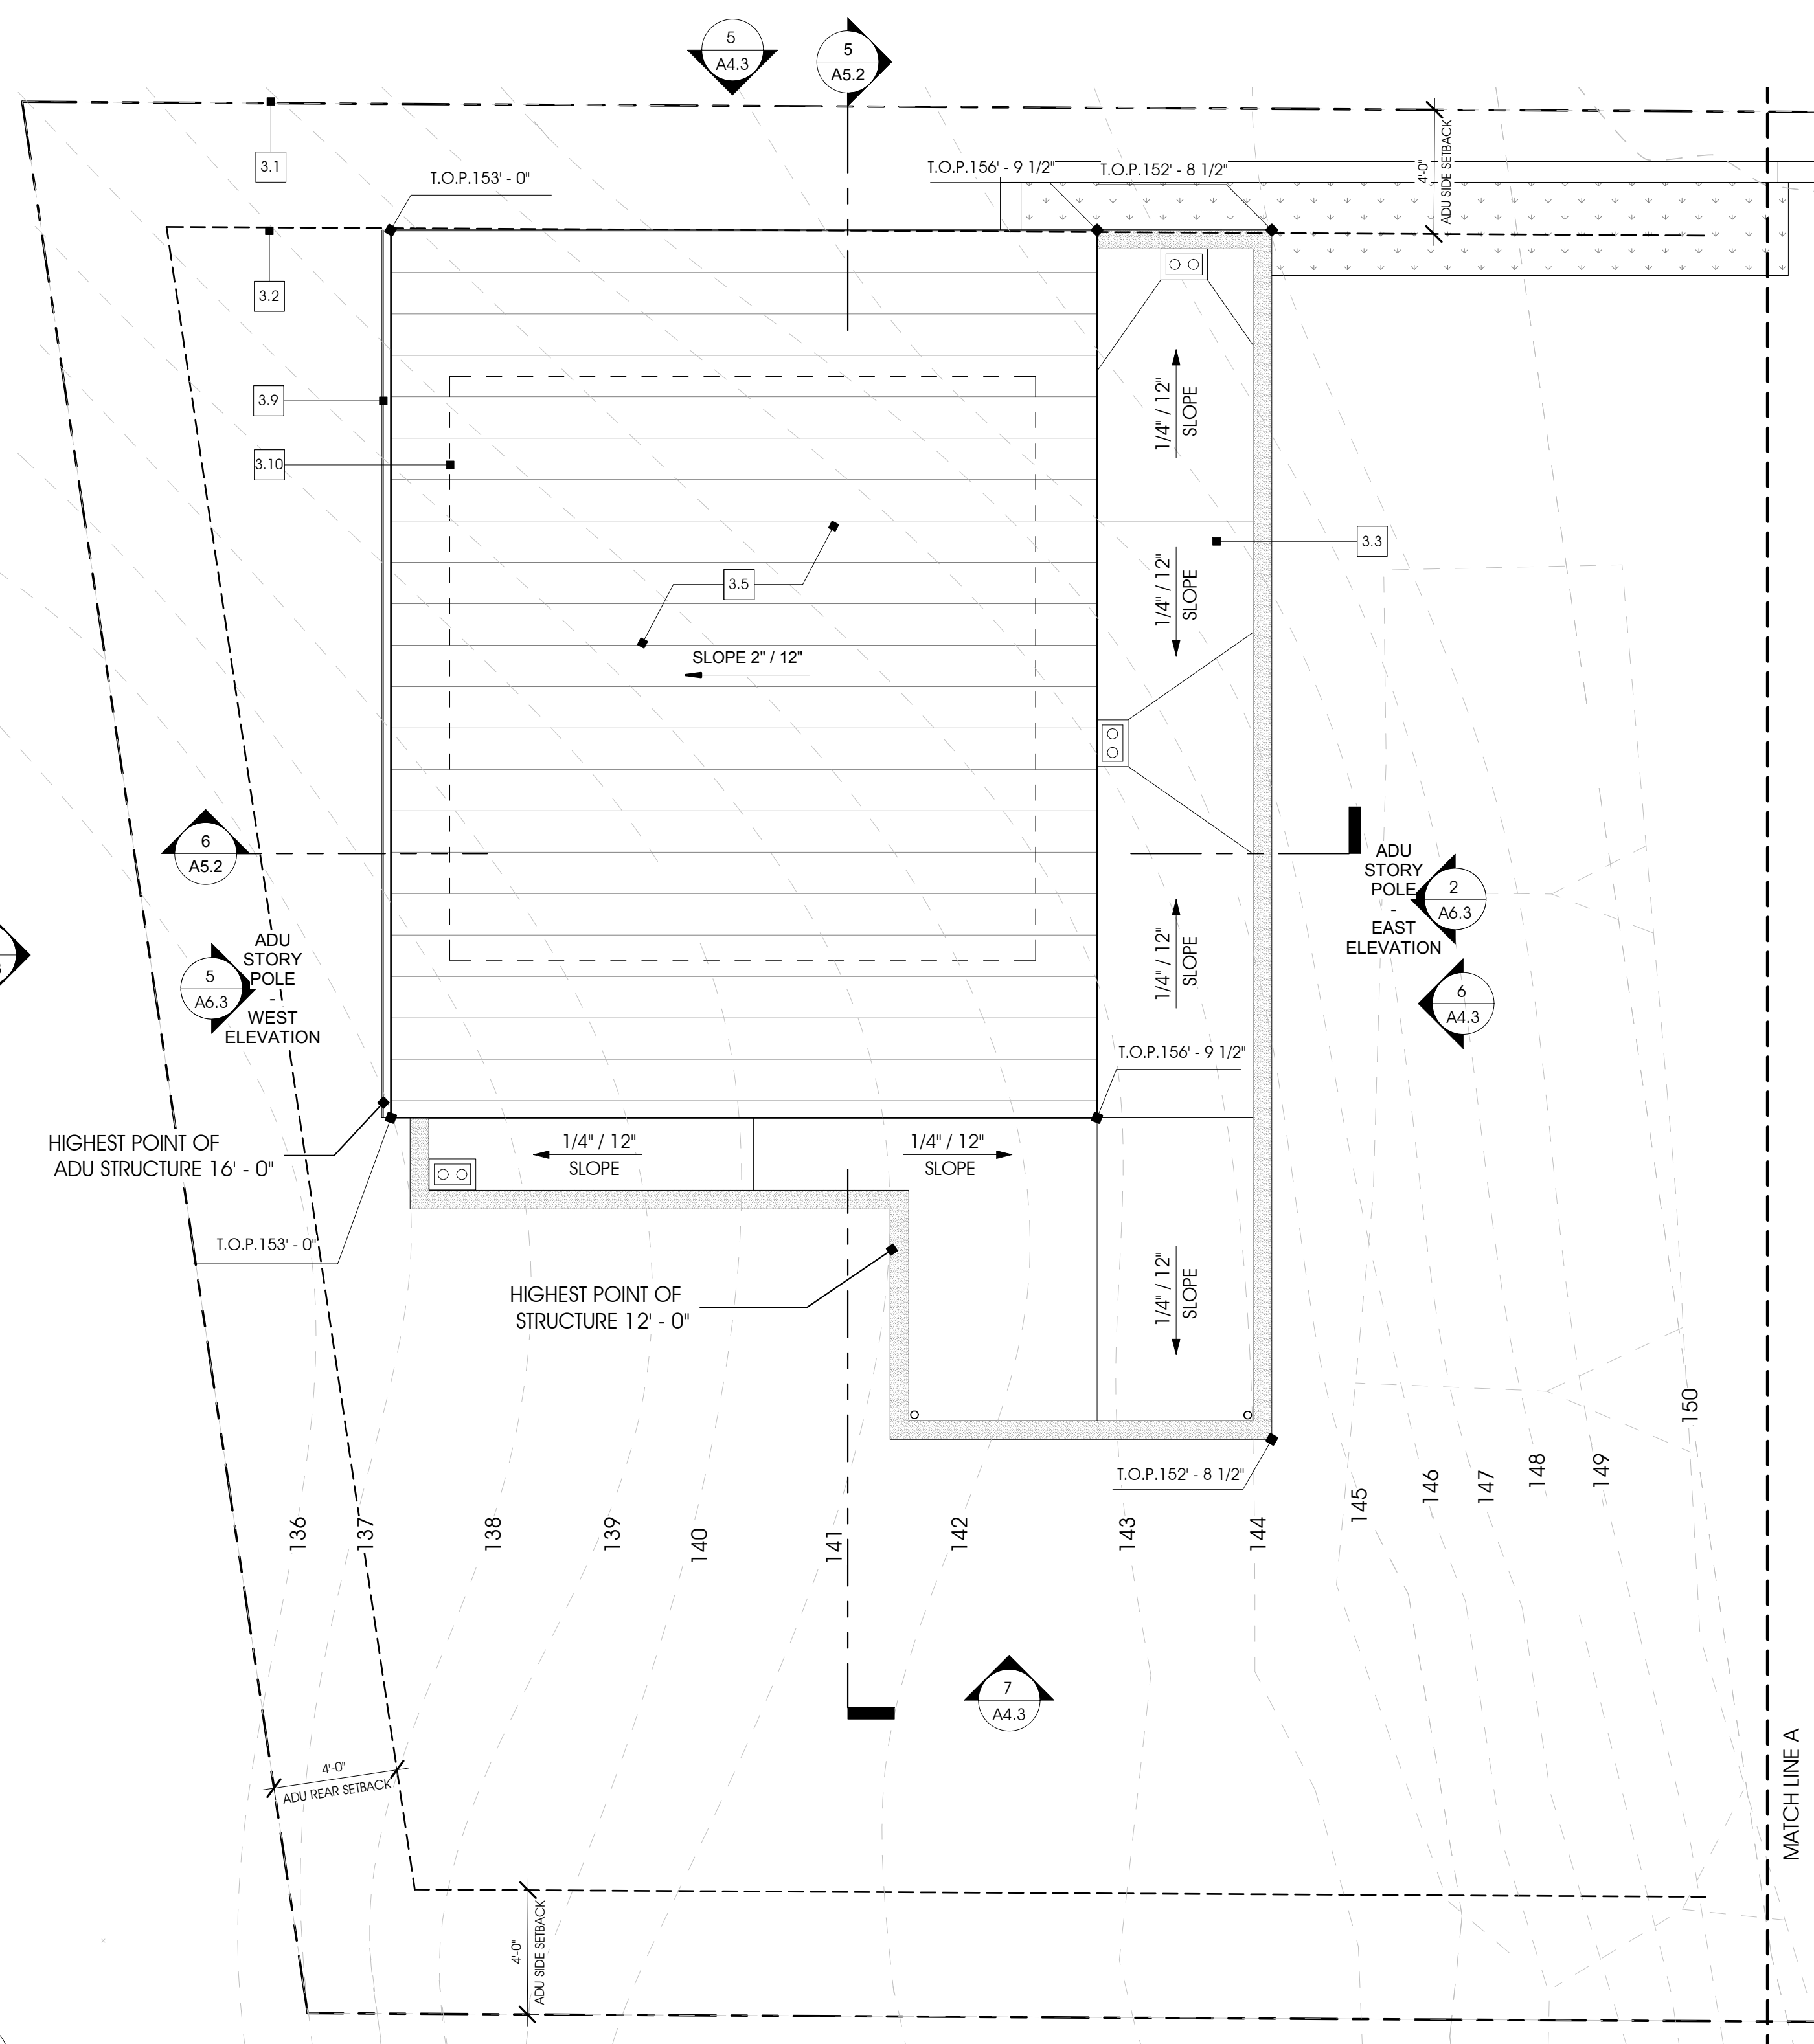 5
A4.3
5
A5.2
3.1
T.O.P.153' - 0"
T.O.P.156' - 9 1/2"
T.O.P.152' - 8 1/2"
4'-0"
ADU SIDE SETBACK
3.2
3.9
3.10
1/4" / 12"
SLOPE
3.5
3.3
1/4" / 12"
SLOPE
SLOPE 2" / 12"
6
A5.2
ADU
STORY
POLE
-
EAST
ELEVATION
2
A6.3
ADU
STORY
POLE
-
WEST
ELEVATION
5
A6.3
1/4" / 12"
SLOPE
6
A4.3
T.O.P.156' - 9 1/2"
HIGHEST POINT OF
ADU STRUCTURE 16' - 0"
1/4" / 12"
SLOPE
1/4" / 12"
SLOPE
T.O.P.153' - 0"
HIGHEST POINT OF
STRUCTURE 12' - 0"
1/4" / 12"
SLOPE
T.O.P.152' - 8 1/2"
136
137
138
139
140
141
142
143
144
145
146
147
148
149
150
7
A4.3
4'-0"
ADU REAR SETBACK
MATCH LINE A
4'-0"
ADU SIDE SETBACK